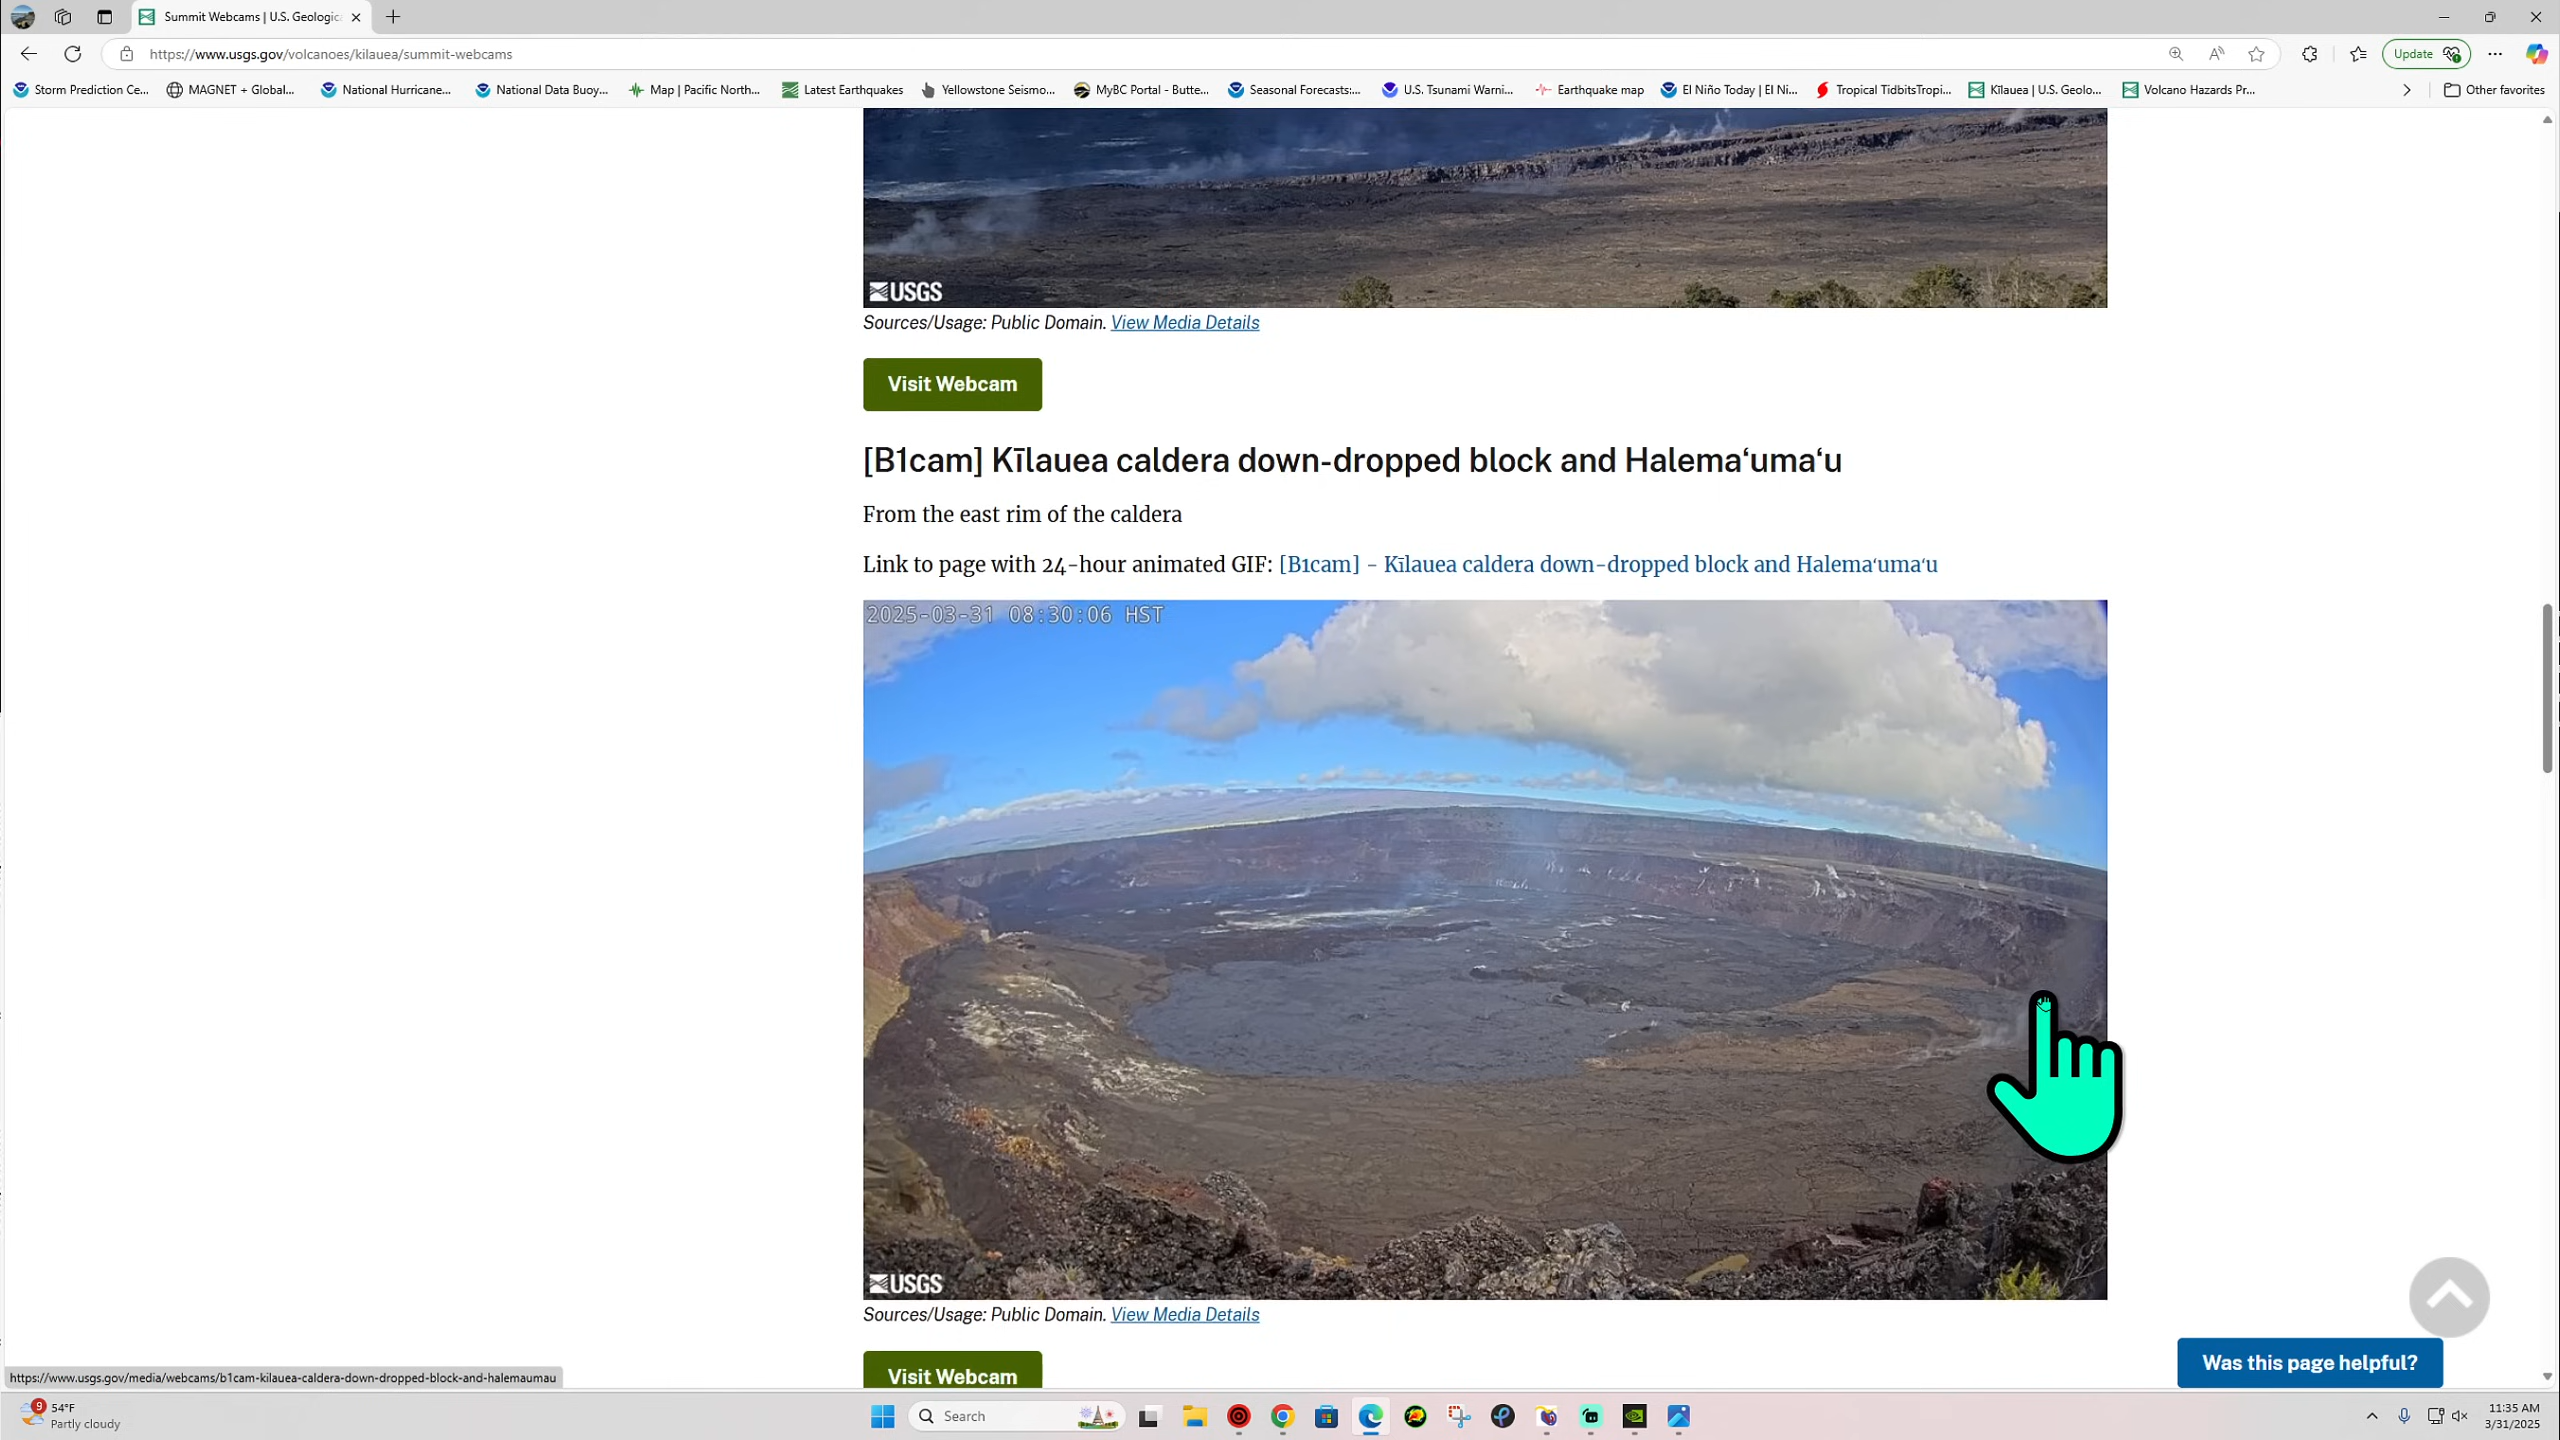 Summit Webcams | U.S. Geologic
https://www.usgs.gov/volcanoes/kilauea/summit-webcams
Update
Storm Prediction Ce...
MAGNET + Global...
National Hurricane...
National Data Buoy...
Map | Pacific North...
Latest Earthquakes
Yellowstone Seismo...
MyBC Portal - Butte...
Seasonal Forecasts:...
U.S. Tsunami Warni...
Earthquake map
El Niño Today | El Ni...
Tropical TidbitsTropi...
Kīlauea | U.S. Geolo...
Volcano Hazards Pr...
Other favorites
USGS
Sources/Usage: Public Domain. View Media Details
Visit Webcam
[B1cam] Kīlauea caldera down-dropped block and Halemaʻumaʻu
From the east rim of the caldera
Link to page with 24-hour animated GIF: [B1cam] - Kīlauea caldera down-dropped block and Halemaʻumaʻu
2025-03-31 08:30:06 HST
USGS
Sources/Usage: Public Domain. View Media Details
Visit Webcam
Was this page helpful?
https://www.usgs.gov/media/webcams/b1cam-kilauea-caldera-down-dropped-block-and-halemaumau
9
54°F
Partly cloudy
Search
11:35 AM
3/31/2025